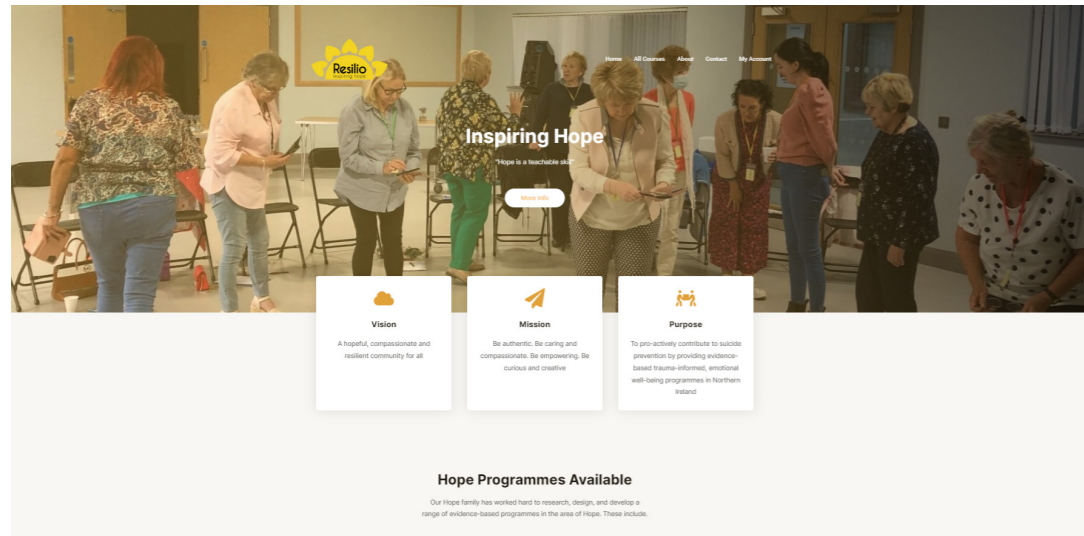 Resilio
Inspiring Hope
Home All Courses About Contact My Account
Inspiring Hope
"Hope is a teachable skill"
More Info
Vision
A hopeful, compassionate and
resilient community for all
Mission
Be authentic. Be caring and
compassionate. Be empowering. Be
curious and creative
Purpose
To pro-actively contribute to suicide
prevention by providing evidence-
based trauma-informed, emotional
well-being programmes in Northern
Ireland
Hope Programmes Available
Our Hope family has worked hard to research, design, and develop a
range of evidence-based programmes in the area of Hope. These include.